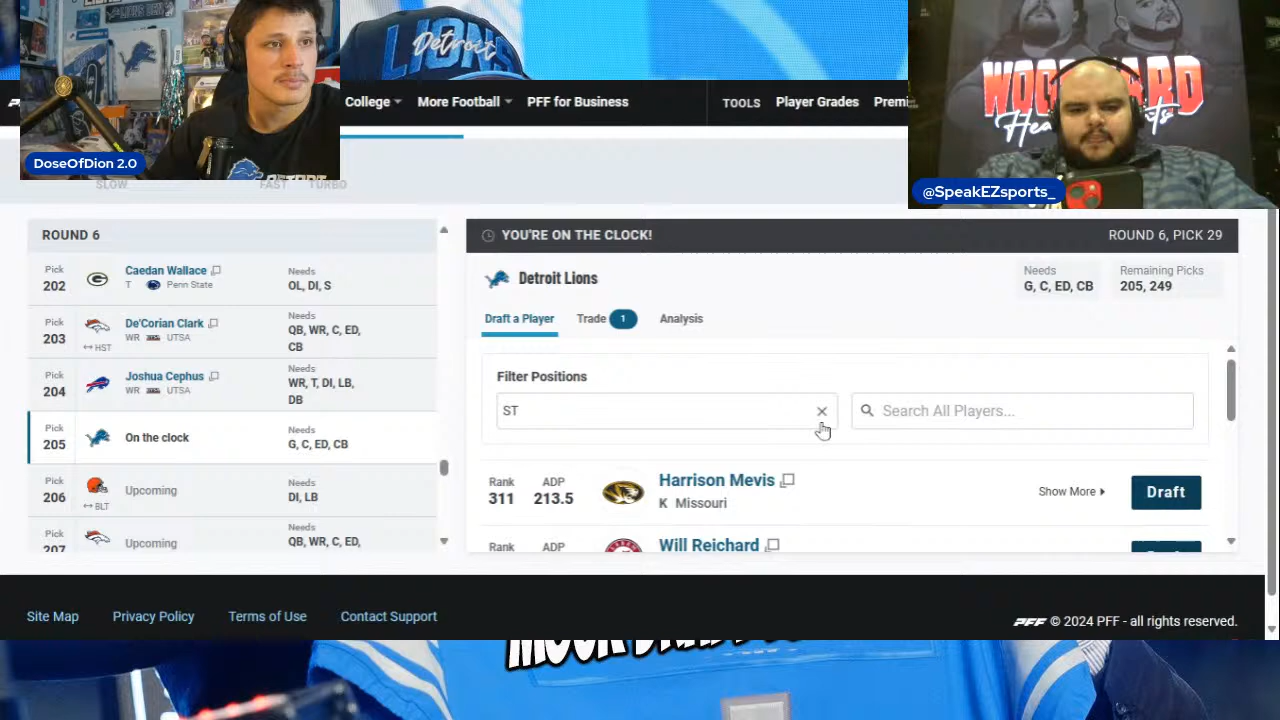 LIONS
Detroit
College
More Football
PFF for Business
TOOLS
Player Grades
DoseOfDion 2.0
@SpeakEZsports_
SLOW
FAST
TURBO
ROUND 6
Pick
202
Caedan Wallace
T
Penn State
Needs
OL, DI, S
Pick
203
HST
De'Corian Clark
WR
UTSA
Needs
QB, WR, C, ED,
CB
Pick
204
Joshua Cephus
WR
UTSA
Needs
WR, T, DI, LB,
DB
Pick
205
On the clock
Needs
G, C, ED, CB
Pick
206
BLT
Upcoming
Needs
DI, LB
Pick
207
Upcoming
Needs
QB, WR, C, ED,
YOU'RE ON THE CLOCK!
ROUND 6, PICK 29
Detroit Lions
Needs
G, C, ED, CB
Remaining Picks
205, 249
Draft a Player
Trade 1
Analysis
Filter Positions
ST
Search All Players...
Rank
311
ADP
213.5
Harrison Mevis
K Missouri
Show More
Draft
Rank
ADP
Will Reichard
Site Map
Privacy Policy
Terms of Use
Contact Support
PFF © 2024 PFF - all rights reserved.